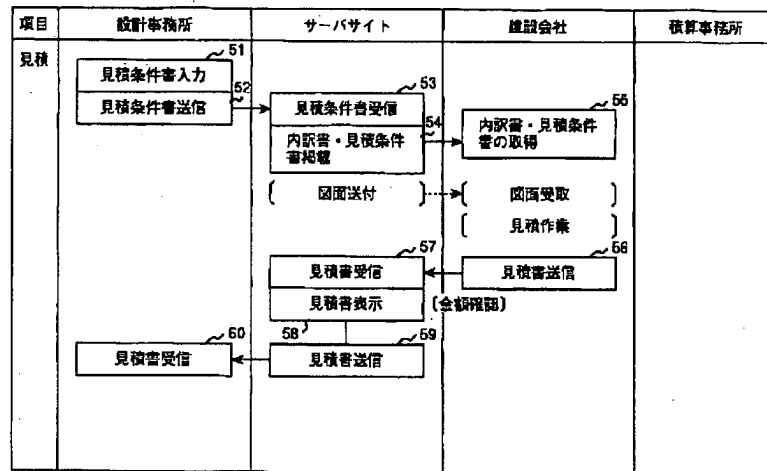 項目 設計事務所 サーバサイト 建設会社 積算事務所
見積
51
見積条件書入力
52
見積条件書送信
53
見積条件書受信
54
内訳書・見積条件
書掲載
55
内訳書・見積条件
書の取得
〔 図面送付 〕
〔 図面受取 〕
〔 見積作業 〕
57
見積書受信
56
見積書送信
見積書表示
〔金額確認〕
58
59
見積書送信
60
見積書受信